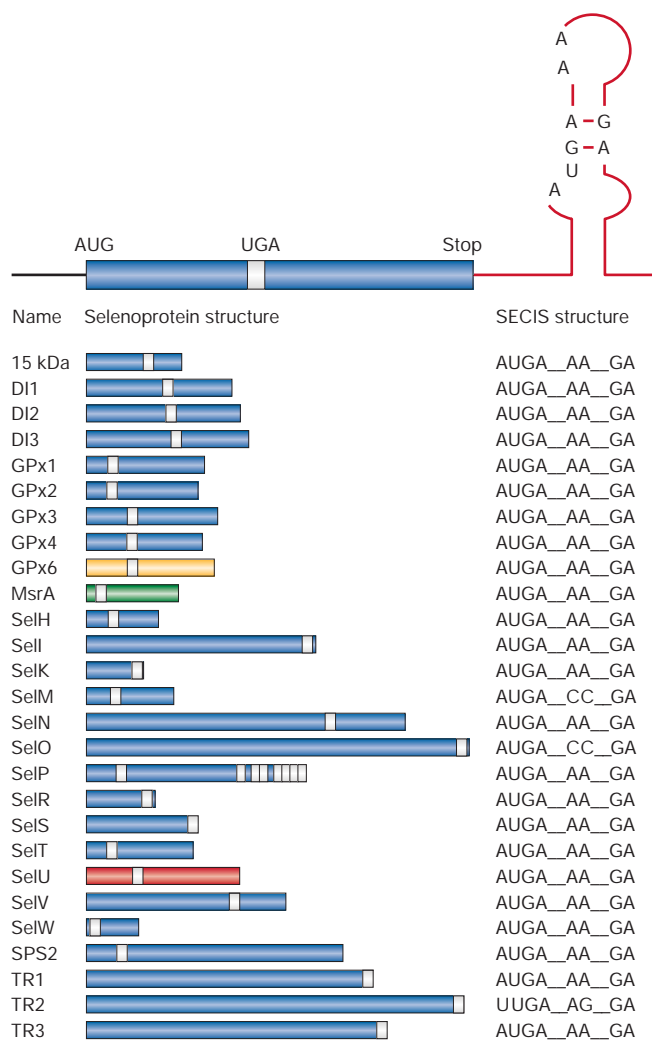 A
A
A G
G A
U
A
AUG UGA Stop
Name Selenoprotein structure SECIS structure
15 kDa AUGA__AA__GA
DI1 AUGA__AA__GA
DI2 AUGA__AA__GA
DI3 AUGA__AA__GA
GPx1 AUGA__AA__GA
GPx2 AUGA__AA__GA
GPx3 AUGA__AA__GA
GPx4 AUGA__AA__GA
GPx6 AUGA__AA__GA
MsrA AUGA__AA__GA
SelH AUGA__AA__GA
SelI AUGA__AA__GA
SelK AUGA__AA__GA
SelM AUGA__CC__GA
SelN AUGA__AA__GA
SelO AUGA__CC__GA
SelP AUGA__AA__GA
SelR AUGA__AA__GA
SelS AUGA__AA__GA
SelT AUGA__AA__GA
SelU AUGA__AA__GA
SelV AUGA__AA__GA
SelW AUGA__AA__GA
SPS2 AUGA__AA__GA
TR1 AUGA__AA__GA
TR2 UUGA__AG__GA
TR3 AUGA__AA__GA